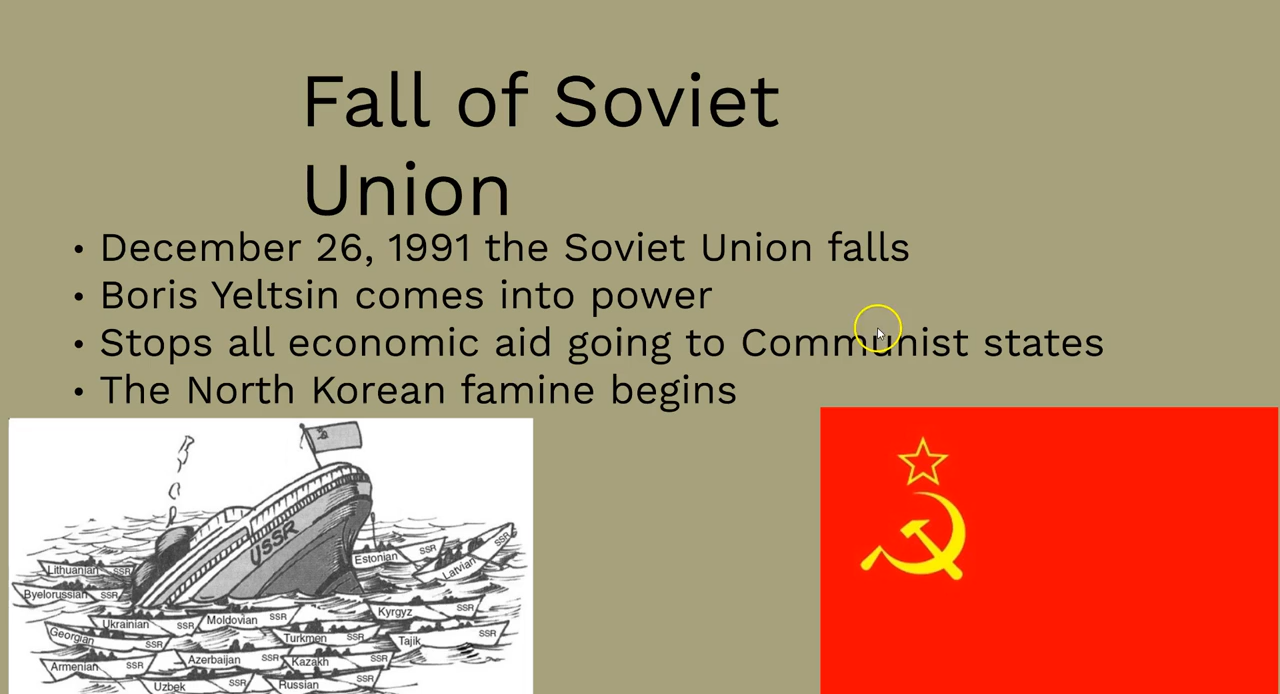 Fall of Soviet
Union
• December 26, 1991 the Soviet Union falls
• Boris Yeltsin comes into power
• Stops all economic aid going to Communist states
• The North Korean famine begins
USSR
Lithuanian SSR
Estonian SSR
Latvian SSR
Byelorussian SSR
Ukrainian SSR
Moldovian SSR
Kyrgyz SSR
Georgian SSR
Turkmen SSR
Tajik SSR
Armenian SSR
Azerbaijan SSR
Kazakh SSR
Uzbek SSR
Russian SSR